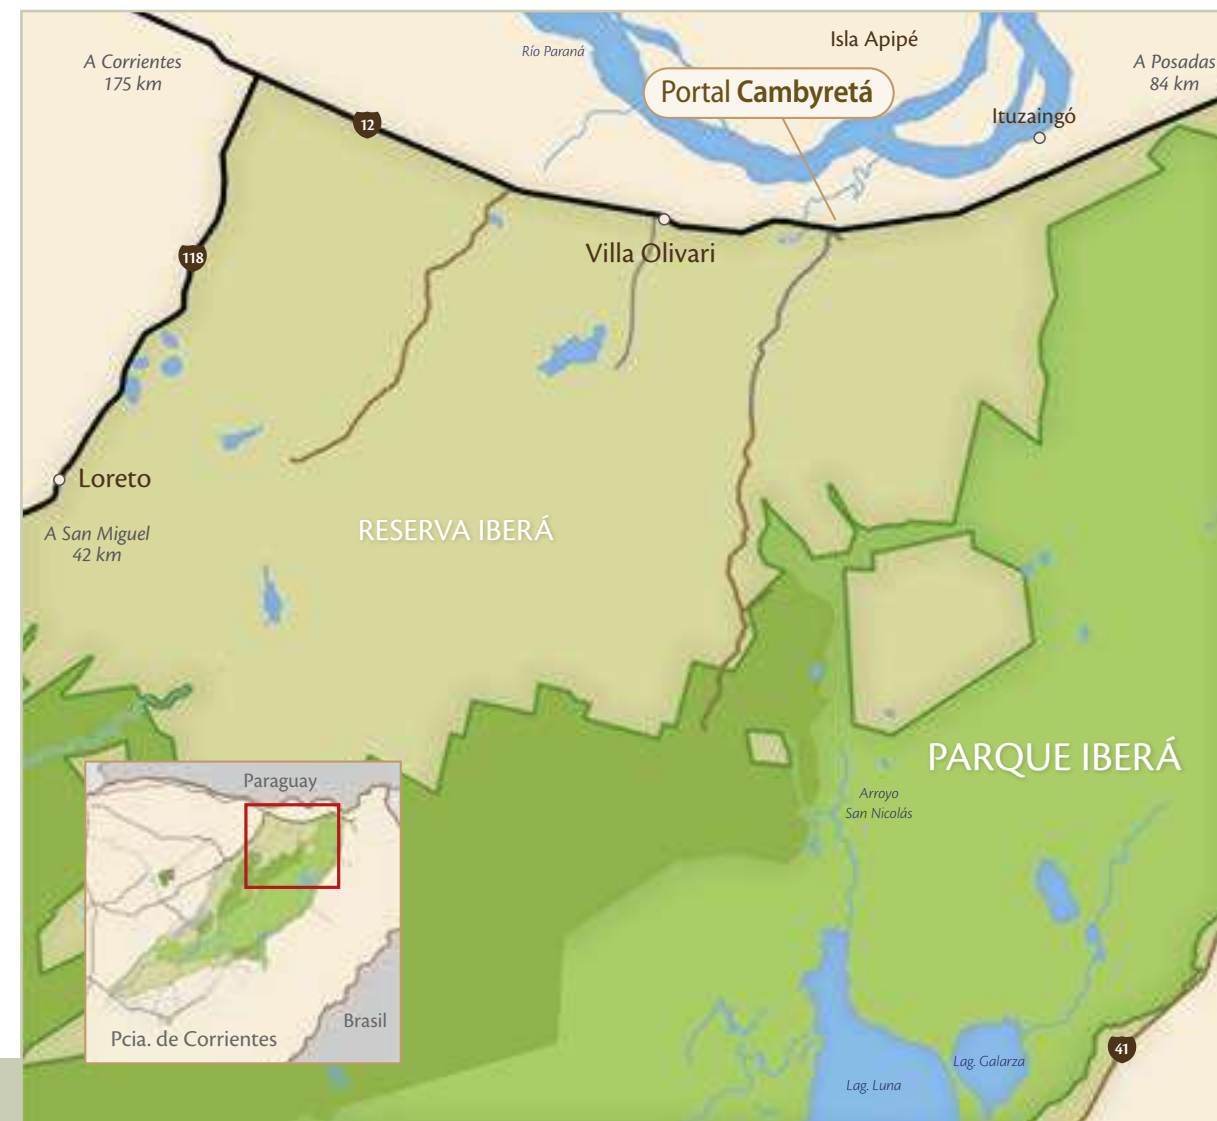 Isla Apipé
Río Paraná
A Corrientes
175 km
A Posadas
84 km
Portal Cambyretá
Ituzaingó
12
Villa Olivari
118
Loreto
RESERVA IBERÁ
A San Miguel
42 km
PARQUE IBERÁ
Paraguay
Arroyo
San Nicolás
Brasil
Pcia. de Corrientes
41
Lag. Galarza
Lag. Luna